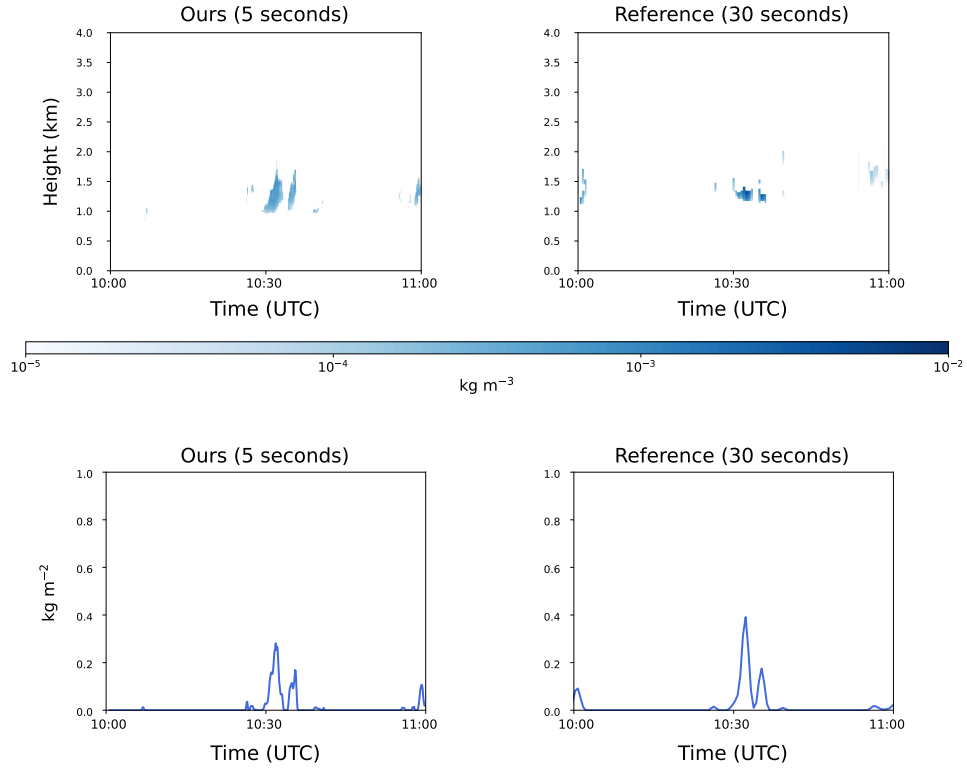 Ours (5 seconds) Reference (30 seconds)
4.0 4.0
3.5 3.5
3.0 3.0
2.5 2.5
Height (km)
2.0 2.0
1.5 1.5
1.0 1.0
0.5 0.5
0.0 0.0
10:00 10:30 11:00 10:00 10:30 11:00
Time (UTC) Time (UTC)
10⁻⁵ 10⁻⁴ 10⁻³ 10⁻²
kg m⁻³
Ours (5 seconds) Reference (30 seconds)
1.0 1.0
0.8 0.8
0.6 0.6
kg m⁻²
0.4 0.4
0.2 0.2
0.0 0.0
10:00 10:30 11:00 10:00 10:30 11:00
Time (UTC) Time (UTC)